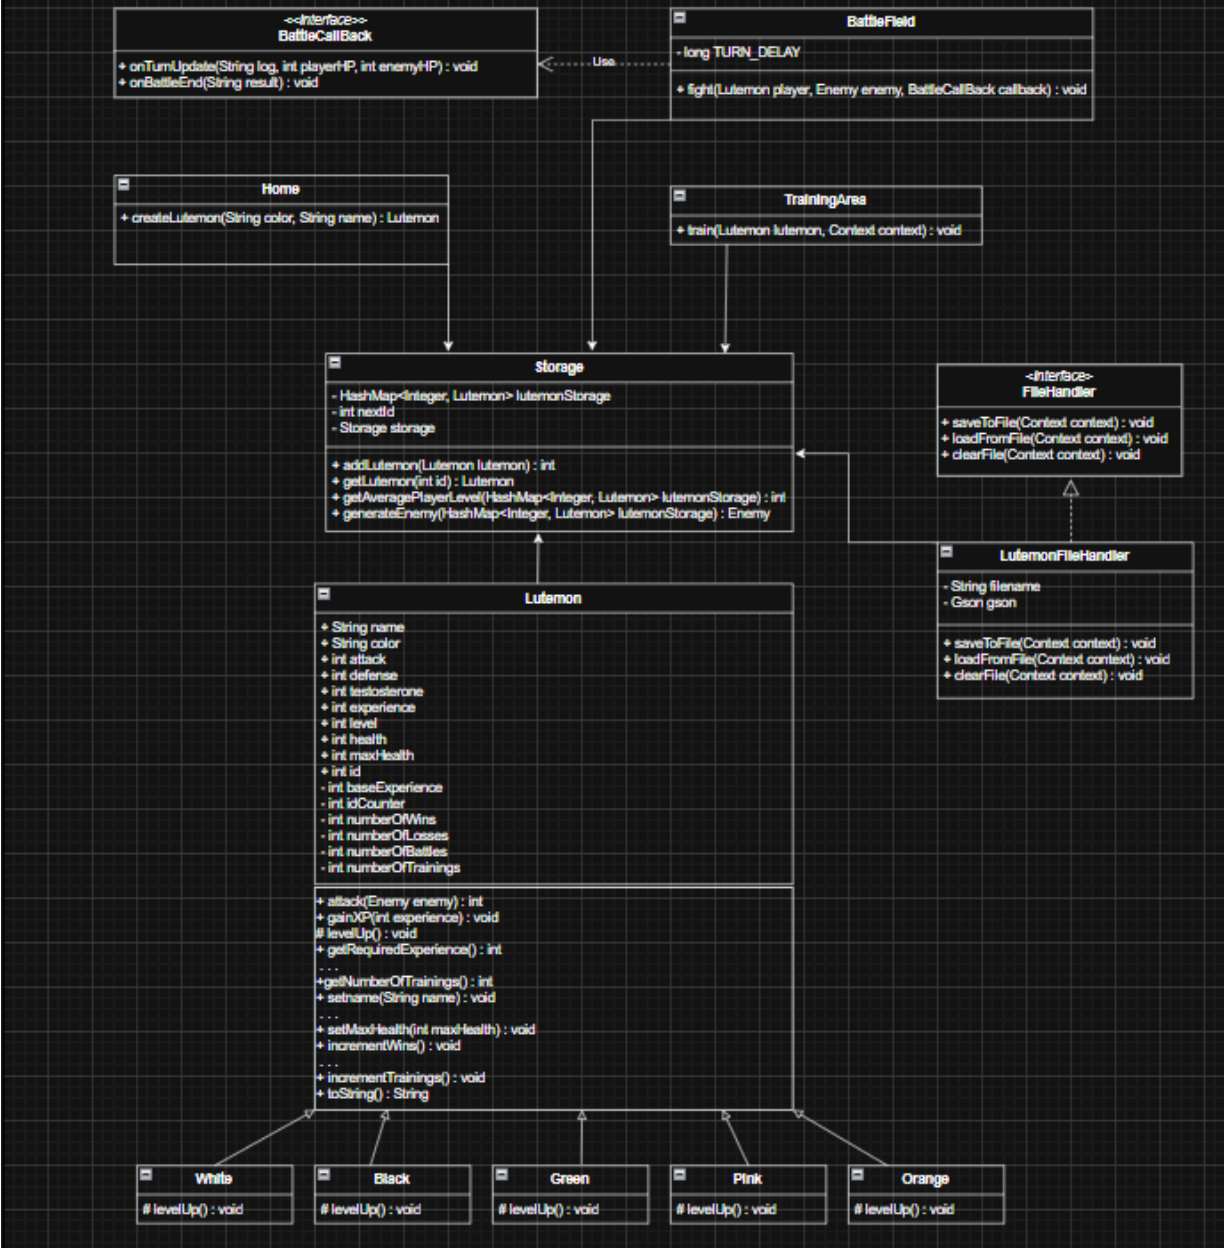 <<Interface>>
BattleCallBack
+ onTurnUpdate(String log, int playerHP, int enemyHP) : void
+ onBattleEnd(String result) : void
Use
BattleField
- long TURN_DELAY
+ fight(Lutemon player, Enemy enemy, BattleCallBack callback) : void
Home
+ createLutemon(String color, String name) : Lutemon
TrainingArea
+ train(Lutemon lutemon, Context context) : void
Storage
- HashMap<Integer, Lutemon> lutemonStorage
- int nextId
- Storage storage
+ addLutemon(Lutemon lutemon) : int
+ getLutemon(int id) : Lutemon
+ getAveragePlayerLevel(HashMap<Integer, Lutemon> lutemonStorage) : int
+ generateEnemy(HashMap<Integer, Lutemon> lutemonStorage) : Enemy
<Interface>
FileHandler
+ saveToFile(Context context) : void
+ loadFromFile(Context context) : void
+ clearFile(Context context) : void
LutemonFileHandler
- String filename
- Gson gson
+ saveToFile(Context context) : void
+ loadFromFile(Context context) : void
+ clearFile(Context context) : void
Lutemon
+ String name
+ String color
+ int attack
+ int defense
+ int testosterone
+ int experience
+ int level
+ int health
+ int maxHealth
+ int id
- int baseExperience
- int idCounter
- int numberOfWins
- int numberOfLosses
- int numberOfBattles
- int numberOfTrainings
+ attack(Enemy enemy) : int
+ gainXP(int experience) : void
# levelUp() : void
+ getRequiredExperience() : int
. . .
+getNumberOfTrainings() : int
+ setname(String name) : void
. . .
+ setMaxHealth(int maxHealth) : void
+ incrementWins() : void
. . .
+ incrementTrainings() : void
+ toString() : String
White
# levelUp() : void
Black
# levelUp() : void
Green
# levelUp() : void
Pink
# levelUp() : void
Orange
# levelUp() : void